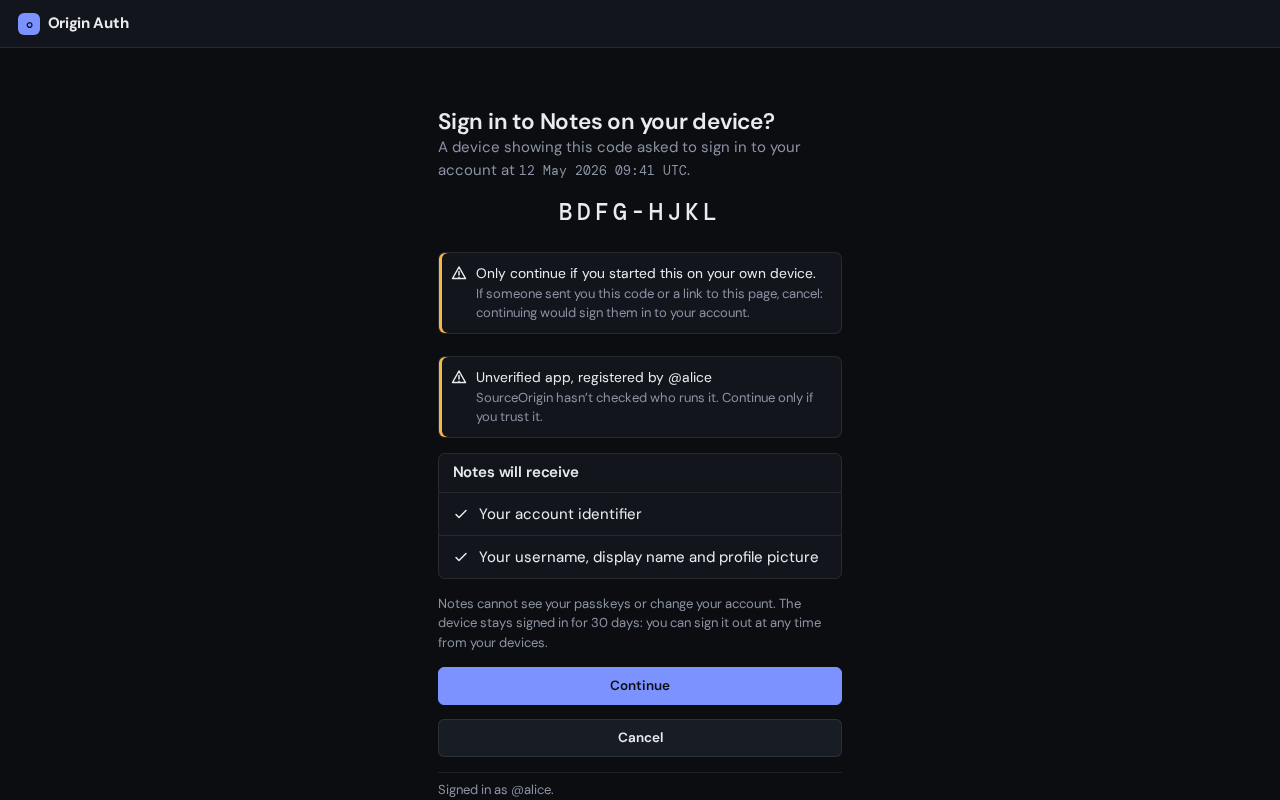 Origin Auth
Sign in to Notes on your device?
A device showing this code asked to sign in to your
account at 12 May 2026 09:41 UTC.
BDFG-HJKL
Only continue if you started this on your own device.
If someone sent you this code or a link to this page, cancel:
continuing would sign them in to your account.
Unverified app, registered by @alice
SourceOrigin hasn’t checked who runs it. Continue only if
you trust it.
Notes will receive
Your account identifier
Your username, display name and profile picture
Notes cannot see your passkeys or change your account. The
device stays signed in for 30 days: you can sign it out at any time
from your devices.
Continue
Cancel
Signed in as @alice.